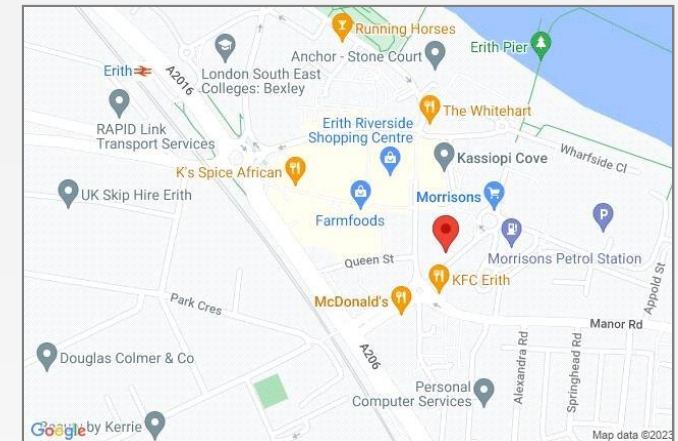 Running Horses
Anchor - Stone Court
Erith Pier
Erith
A2016
London South East
Colleges: Bexley
The Whitehart
RAPID Link
Transport Services
Erith Riverside
Shopping Centre
Kassiopi Cove
Wharfside Cl
K's Spice African
UK Skip Hire Erith
Morrisons
P
Farmfoods
Morrisons Petrol Station
Queen St
KFC Erith
Appold St
McDonald's
Park Cres
Manor Rd
A206
Alexandra Rd
Springhead Rd
Douglas Colmer & Co
Personal
Computer Services
Google
by Kerrie
Map data ©2023